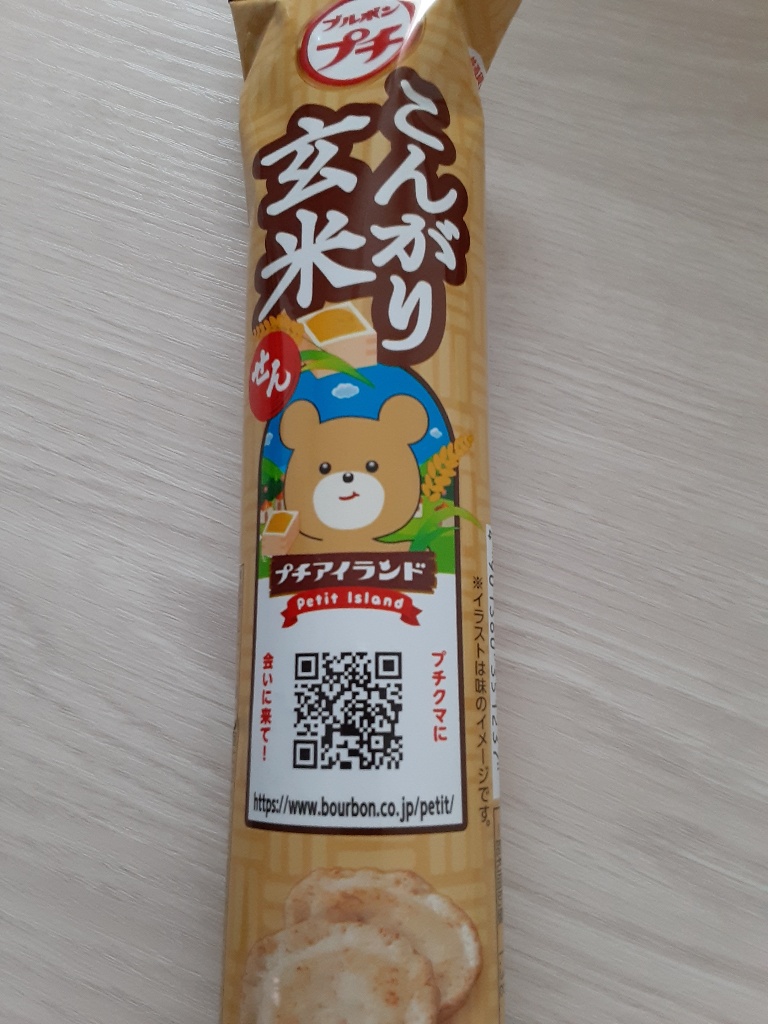 ブルボン
プチ
こんがり
玄米
せん
プチアイランド
Petit Island
プチクマに
会いに来て!
https://www.bourbon.co.jp/petit/
※イラストは味のイメージです。